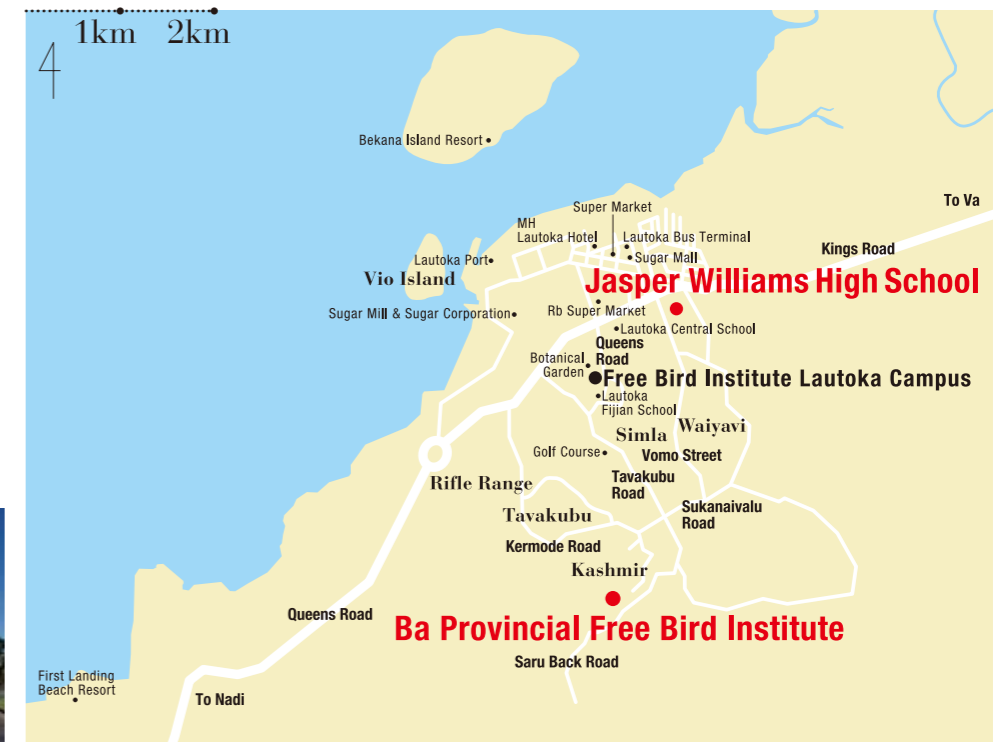 1km 2km
4
Bekana Island Resort
To Va
Super Market
MH
Lautoka Hotel
Lautoka Bus Terminal
Kings Road
Sugar Mall
Lautoka Port
Vio Island
Jasper Williams High School
Sugar Mill & Sugar Corporation
Rb Super Market
Lautoka Central School
Queens
Road
Botanical
Garden
Free Bird Institute Lautoka Campus
Lautoka
Fijian School
Simla
Waiyavi
Golf Course
Vomo Street
Rifle Range
Tavakubu
Road
Sukanaivalu
Road
Tavakubu
Kermode Road
Kashmir
Queens Road
Ba Provincial Free Bird Institute
Saru Back Road
First Landing
Beach Resort
To Nadi